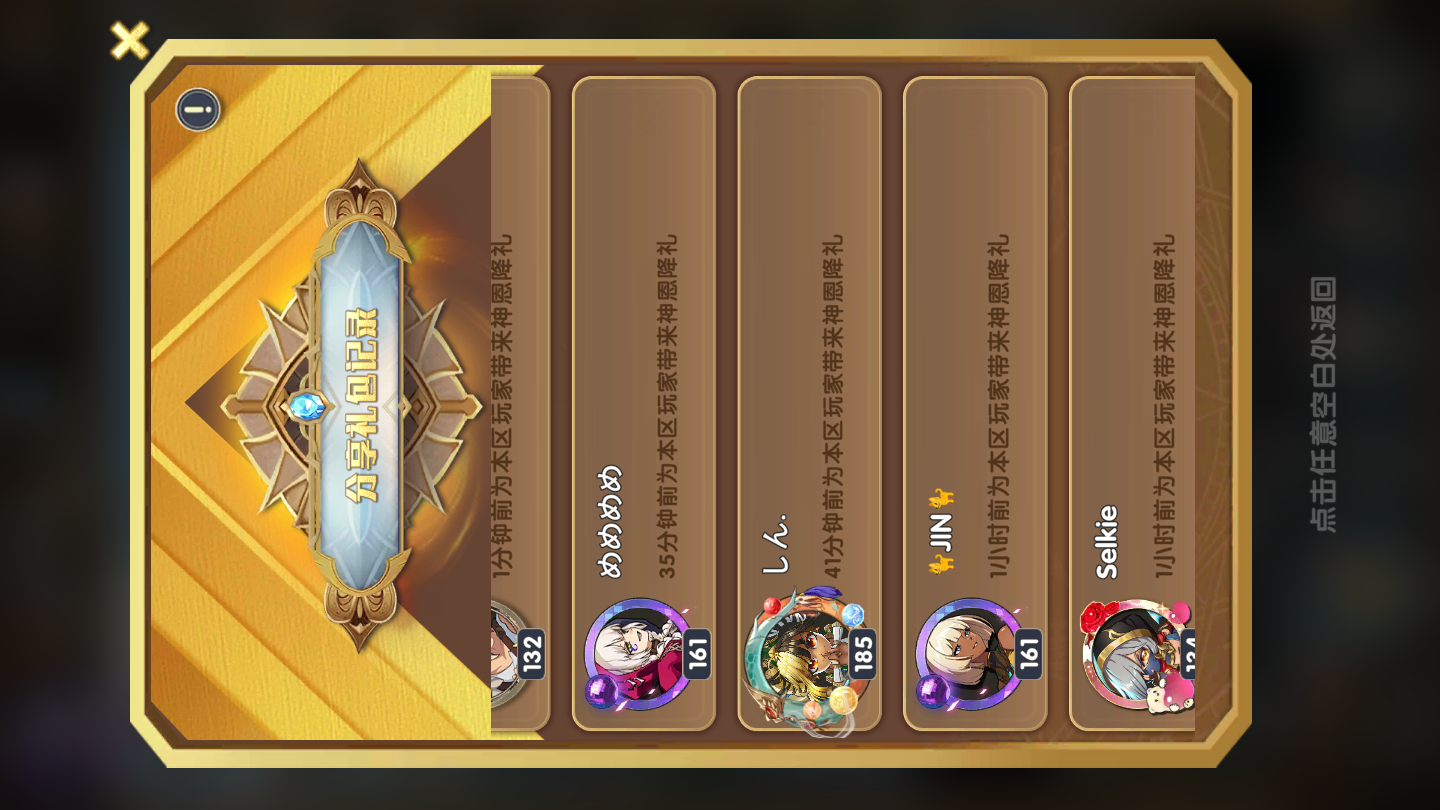 分享礼包记录
1分钟前为本区玩家带来神恩降礼
132
めめめめめ
35分钟前为本区玩家带来神恩降礼
161
しん.
41分钟前为本区玩家带来神恩降礼
185
JIN
1小时前为本区玩家带来神恩降礼
161
Selkie
1小时前为本区玩家带来神恩降礼
点击任意空白处返回